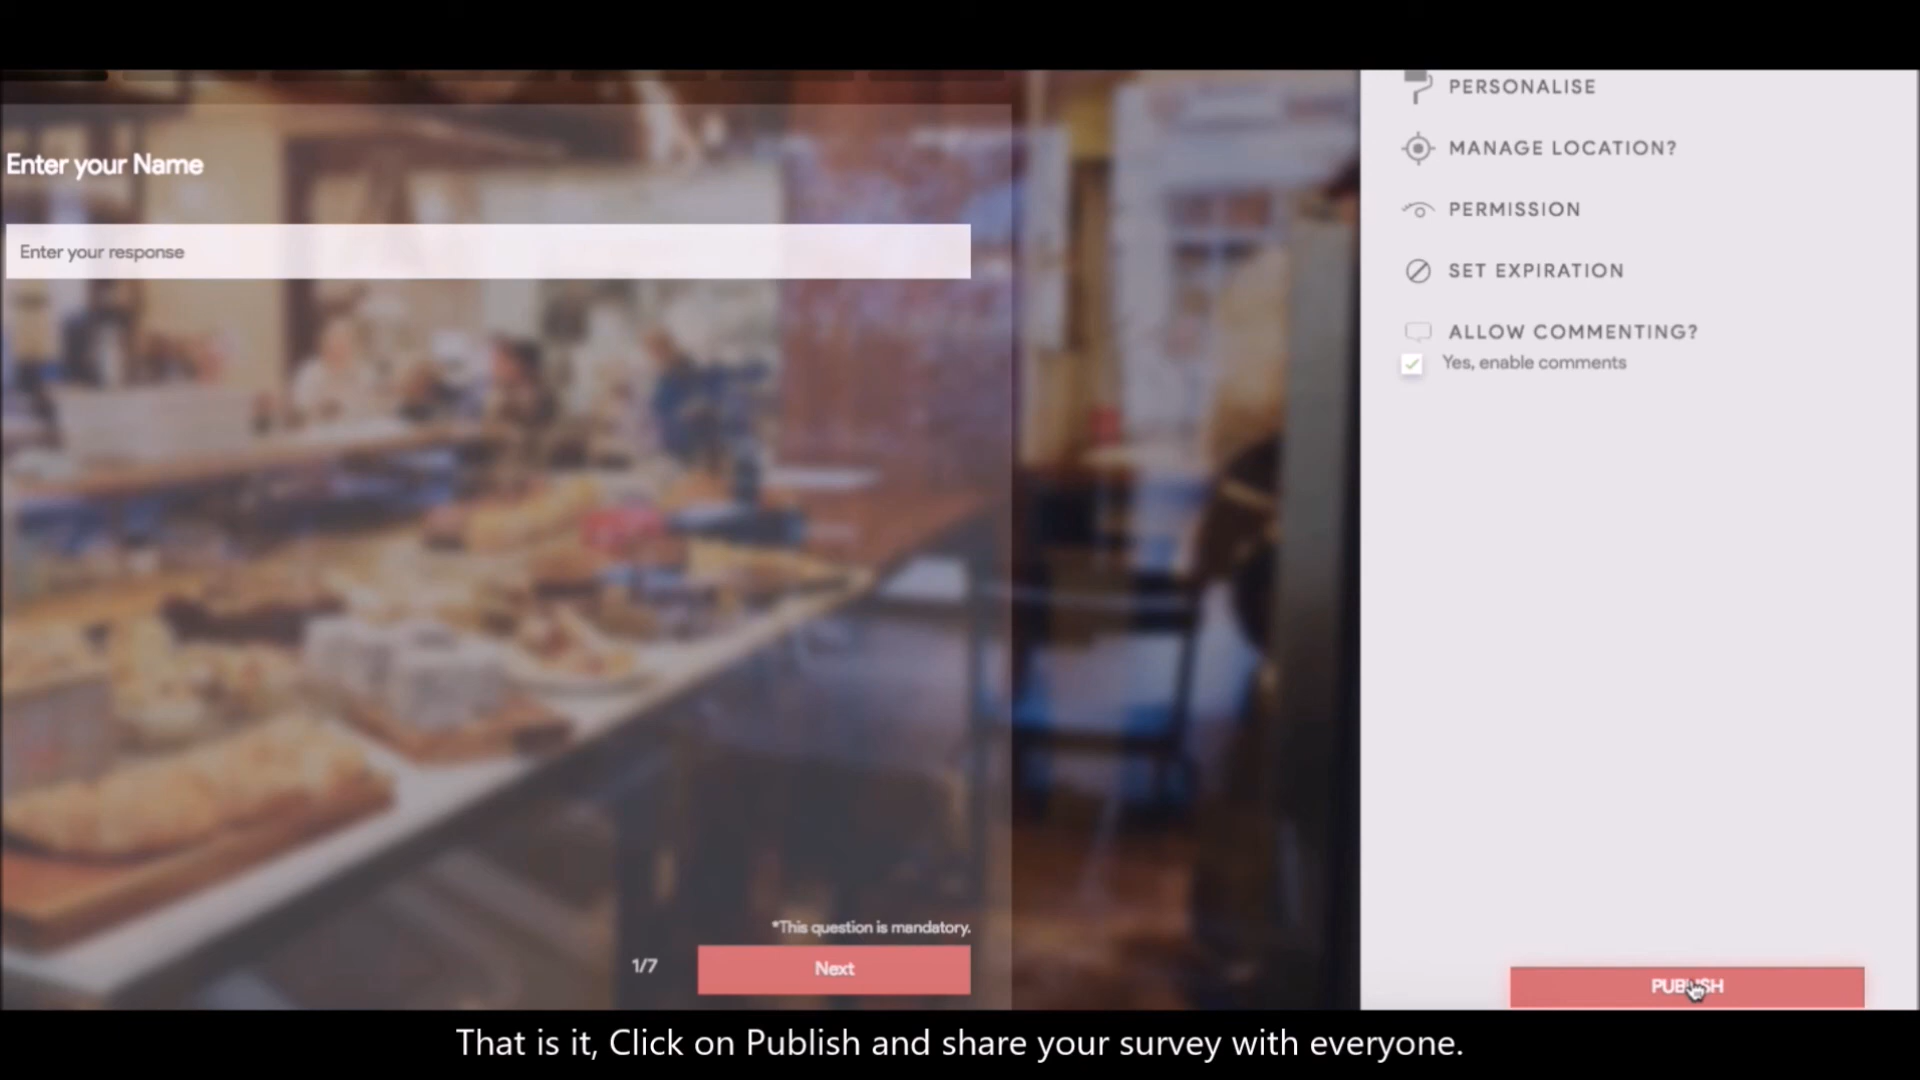 Enter your Name
Enter your response
*This question is mandatory.
1/7
Next
PERSONALISE
MANAGE LOCATION?
PERMISSION
SET EXPIRATION
ALLOW COMMENTING?
Yes, enable comments
PUBLISH
That is it, Click on Publish and share your survey with everyone.